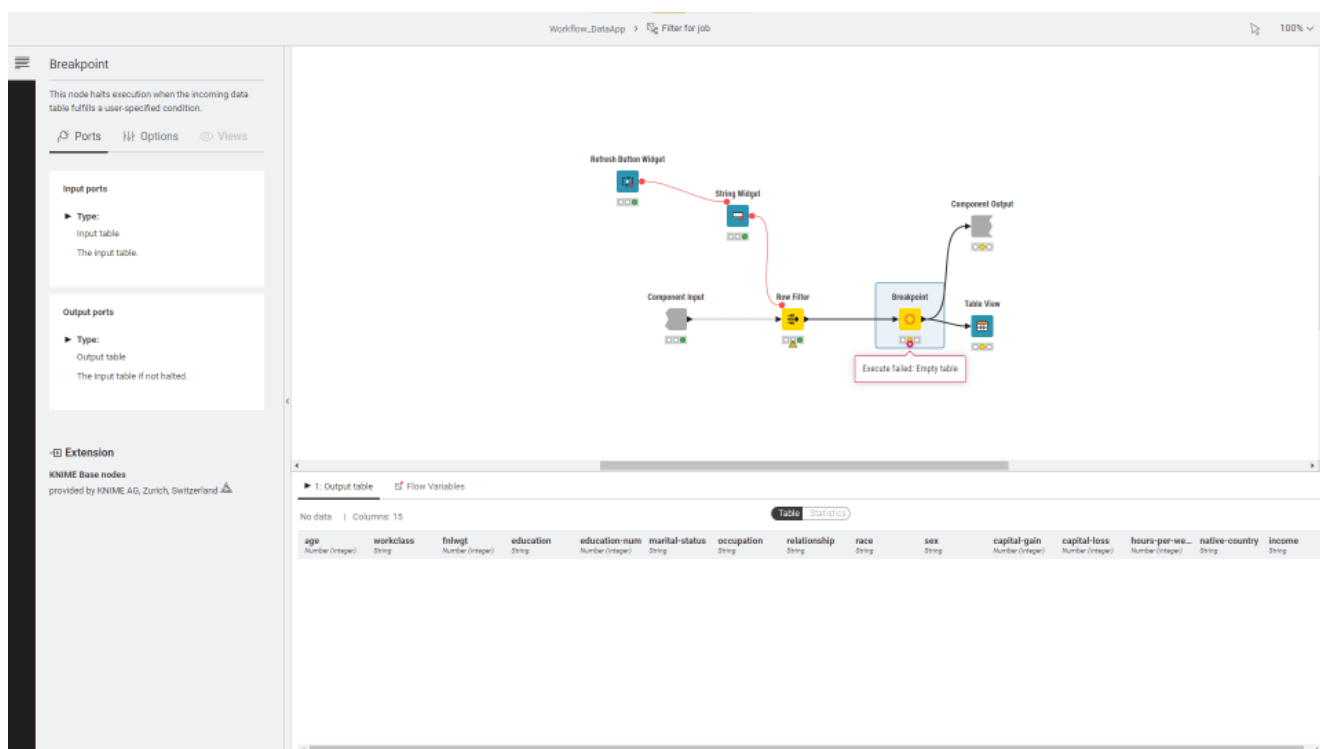 Workflow_DataApp > Filter for job
100%
Breakpoint
This node halts execution when the incoming data
table fulfills a user-specified condition.
Ports Options Views
Input ports
Type:
Input table
The input table.
Output ports
Type:
Output table
The input table if not halted.
Extension
KNIME Base nodes
provided by KNIME AG, Zurich, Switzerland
Refresh Button Widget
String Widget
Component Output
Component Input
Row Filter
Breakpoint
Table View
Execute failed: Empty table
1: Output table Flow Variables
No data | Columns: 15
Table Statistics
age workclass fnlwgt education education-num marital-status occupation relationship race sex capital-gain capital-loss hours-per-we... native-country income
Number (integer) String Number (integer) String Number (integer) String String String String String Number (integer) Number (integer) Number (integer) String String